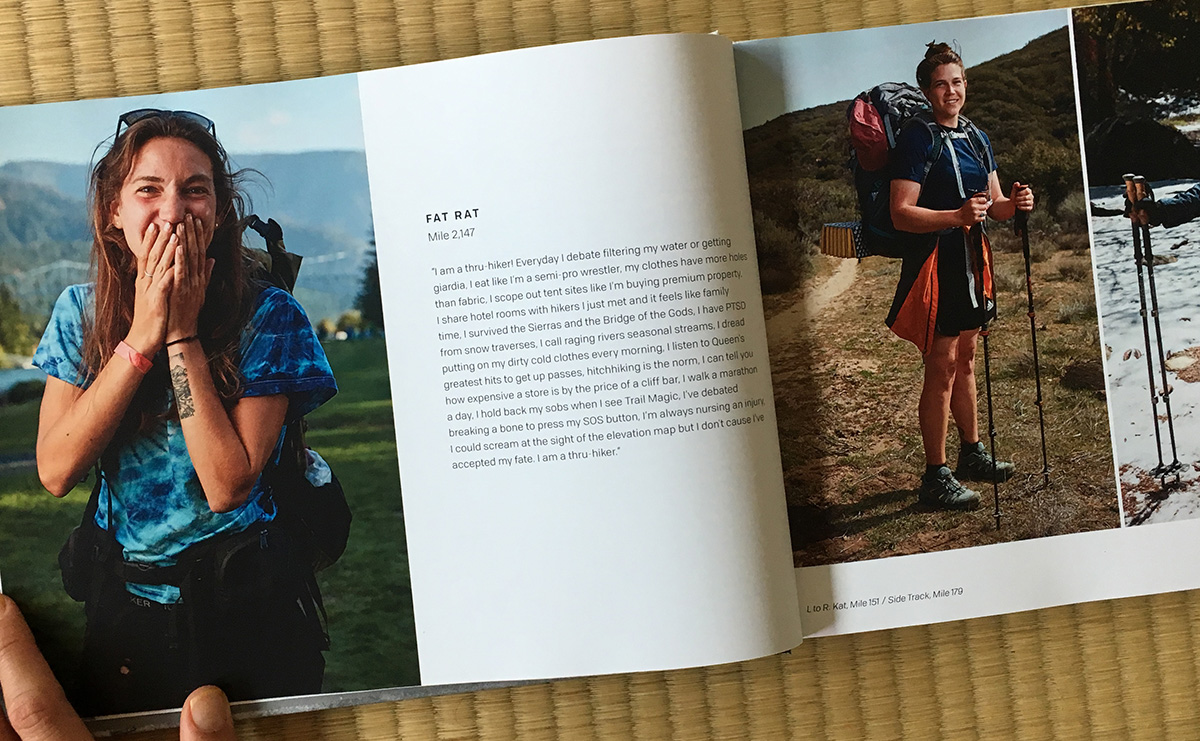 FAT RAT
Mile 2,147
"I am a thru-hiker! Everyday I debate filtering my water or getting
giardia, I eat like I'm a semi-pro wrestler, my clothes have more holes
than fabric, I scope out tent sites like I'm buying premium property,
I share hotel rooms with hikers I just met and it feels like family
time, I survived the Sierras and the Bridge of the Gods, I have PTSD
from snow traverses, I call raging rivers seasonal streams, I dread
putting on my dirty cold clothes every morning, I listen to Queen's
greatest hits to get up passes, hitchhiking is the norm, I can tell you
how expensive a store is by the price of a cliff bar, I walk a marathon
a day, I hold back my sobs when I see Trail Magic, I've debated
breaking a bone to press my SOS button, I'm always nursing an injury,
I could scream at the sight of the elevation map but I don't cause I've
accepted my fate. I am a thru-hiker."
KER
L to R: Kat, Mile 151 / Side Track, Mile 179